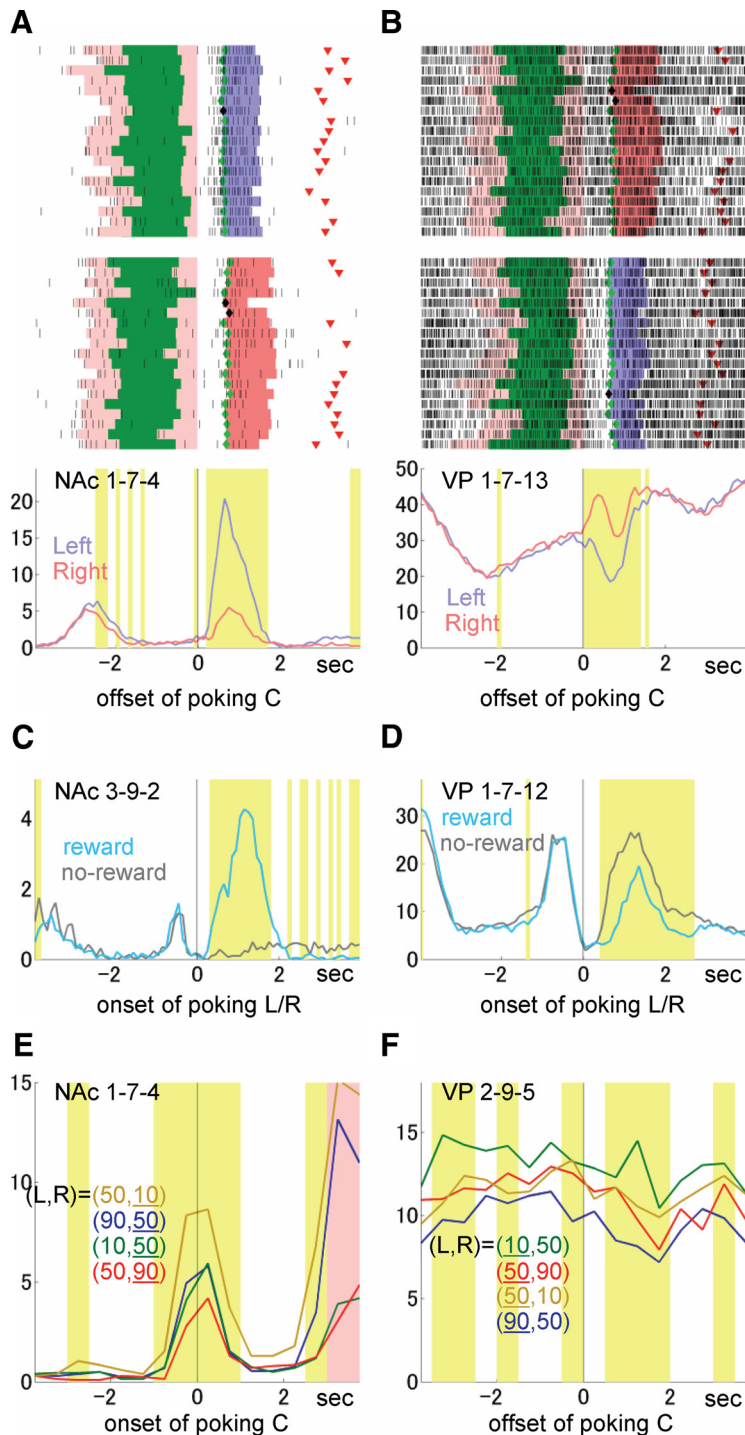 A
B
NAc 1-7-4
20
15
10
5
0
Left
Right
-2
0
2
sec
offset of poking C
VP 1-7-13
50
40
30
20
10
0
Left
Right
-2
0
2
sec
offset of poking C
C
NAc 3-9-2
4
2
0
reward
no-reward
-2
0
2
sec
onset of poking L/R
D
VP 1-7-12
30
20
10
0
reward
no-reward
-2
0
2
sec
onset of poking L/R
E
NAc 1-7-4
15
10
5
0
(L,R)=(50,10)
(90,50)
(10,50)
(50,90)
-2
0
2
sec
onset of poking C
F
VP 2-9-5
15
10
5
0
(L,R)=(10,50)
(50,90)
(50,10)
(90,50)
-2
0
2
sec
offset of poking C